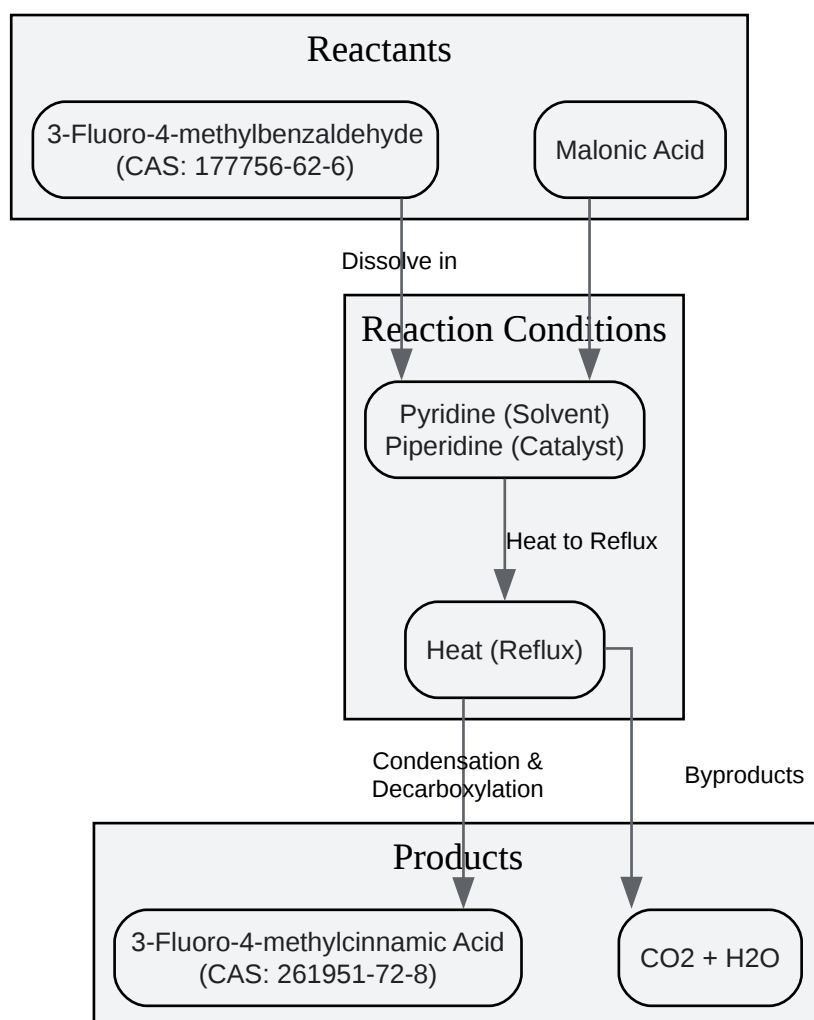 Reactants
3-Fluoro-4-methylbenzaldehyde
(CAS: 177756-62-6)
Malonic Acid
Dissolve in
Reaction Conditions
Pyridine (Solvent)
Piperidine (Catalyst)
Heat to Reflux
Heat (Reflux)
Condensation &
Decarboxylation
Byproducts
Products
3-Fluoro-4-methylcinnamic Acid
(CAS: 261951-72-8)
CO2 + H2O